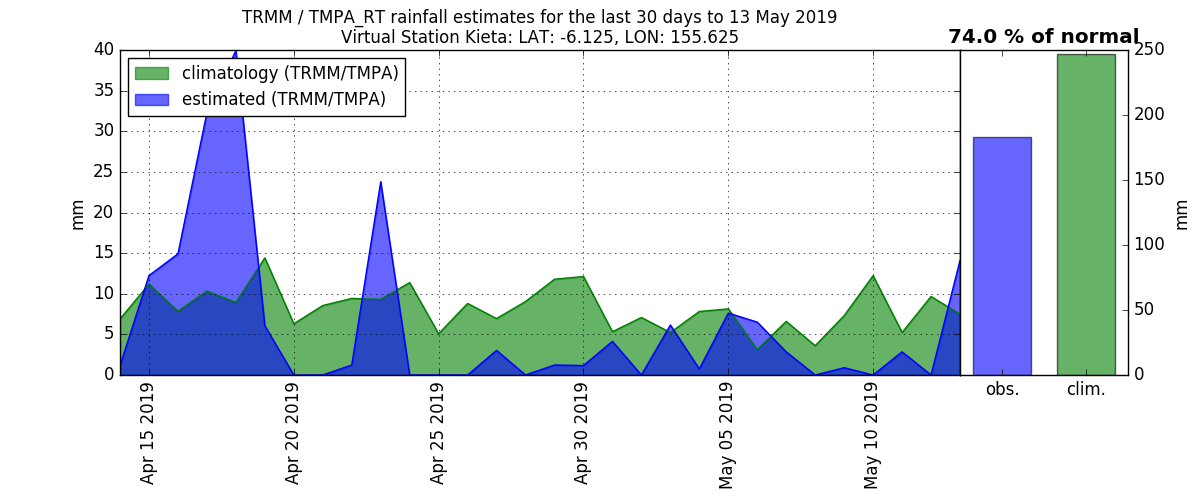 TRMM / TMPA_RT rainfall estimates for the last 30 days to 13 May 2019
Virtual Station Kieta: LAT: -6.125, LON: 155.625
74.0 % of normal
climatology (TRMM/TMPA)
estimated (TRMM/TMPA)
40
35
30
25
20
15
10
5
0
mm
Apr 15 2019
Apr 20 2019
Apr 25 2019
Apr 30 2019
May 05 2019
May 10 2019
250
200
150
100
50
0
mm
obs.
clim.